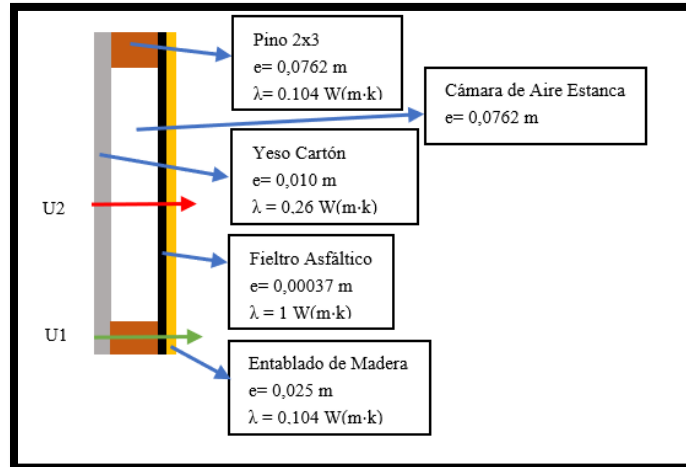 Pino 2x3
e= 0,0762 m
λ= 0.104 W(m·k)
Cámara de Aire Estanca
e= 0,0762 m
Yeso Cartón
e= 0,010 m
λ = 0,26 W(m·k)
U2
Fieltro Asfáltico
e= 0,00037 m
λ = 1 W(m·k)
U1
Entablado de Madera
e= 0,025 m
λ = 0,104 W(m·k)